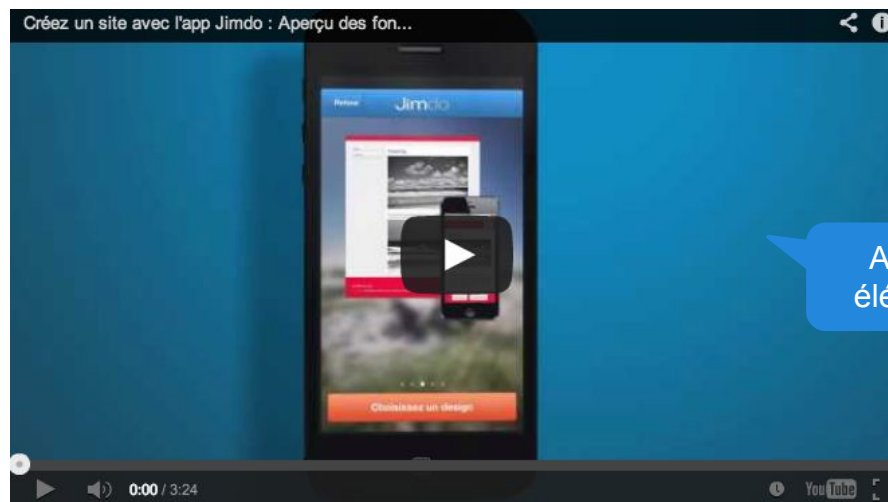 Créez un site avec l'app Jimdo : Aperçu des fon...
Retour
Jimdo
Choisissez un design
A
élé
0:00 / 3:24
YouTube